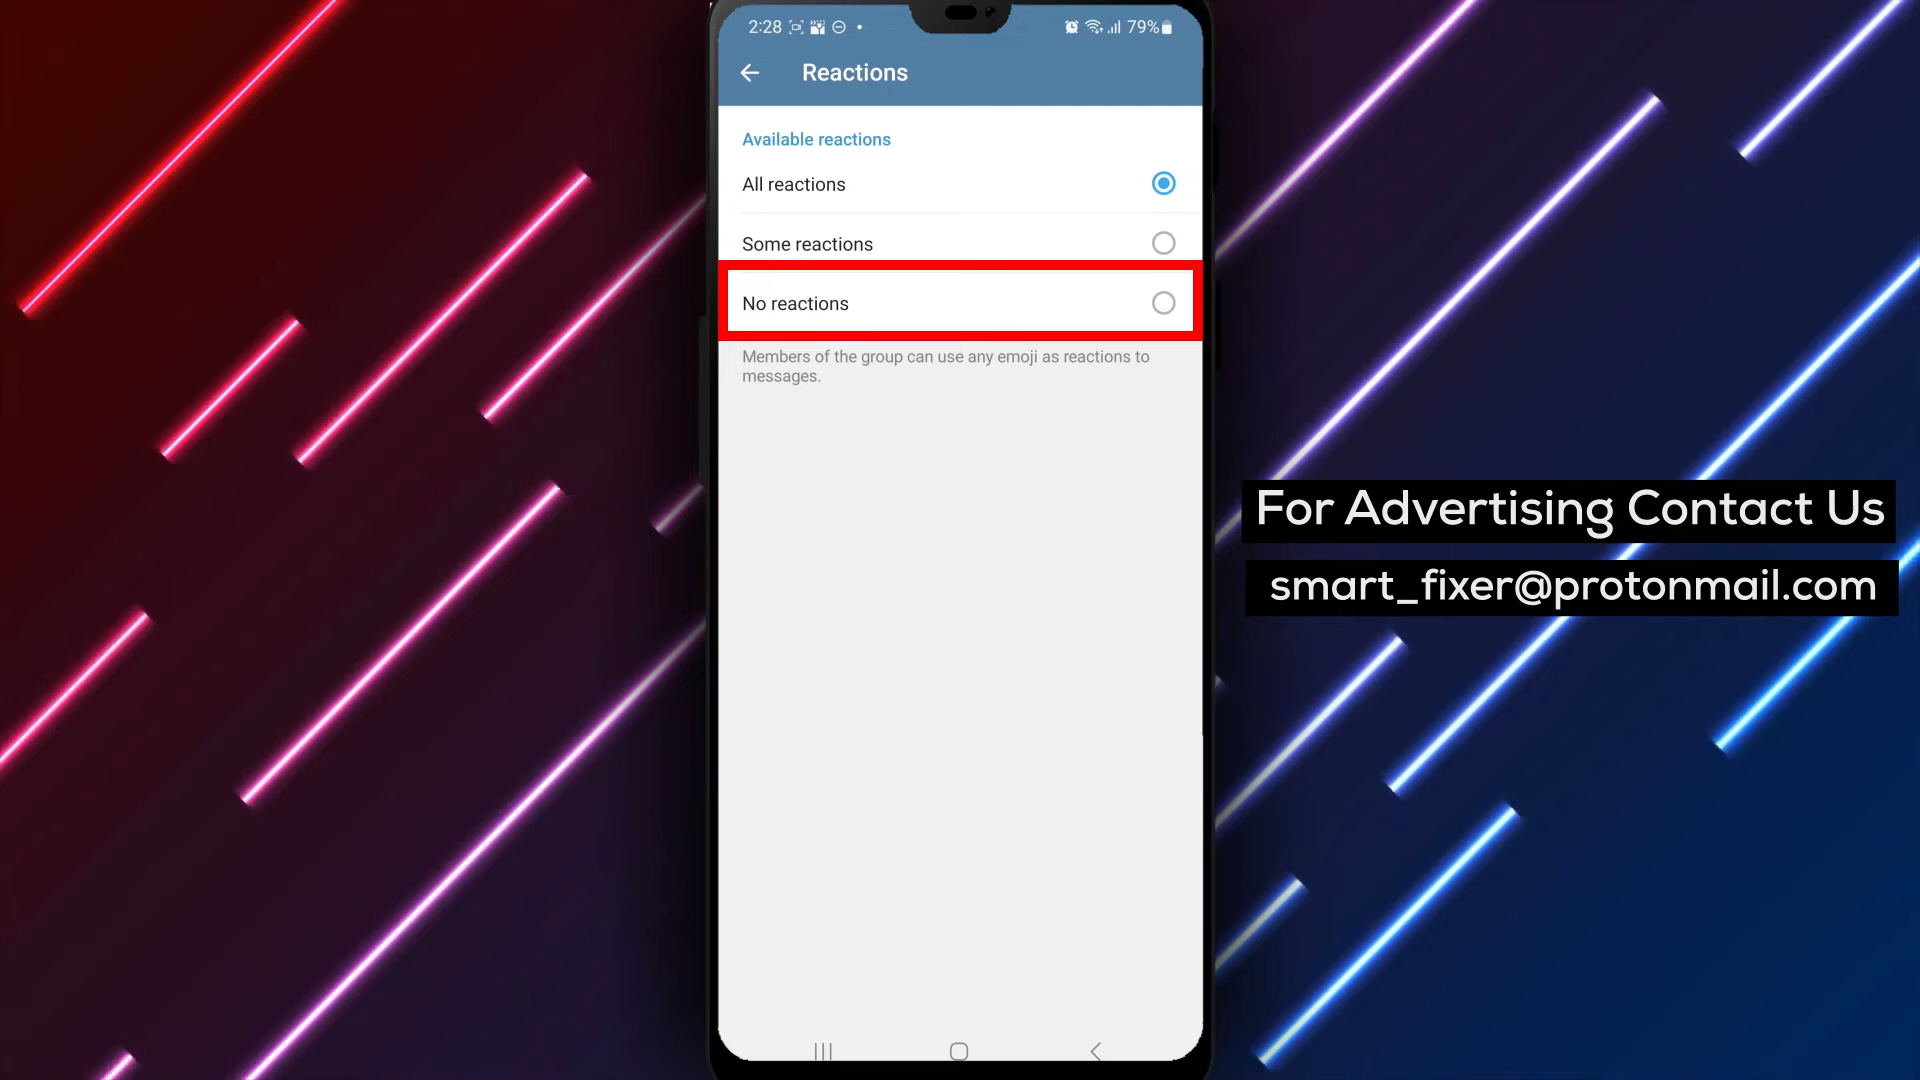 2:28
79%
Reactions
Available reactions
All reactions
Some reactions
No reactions
Members of the group can use any emoji as reactions to
messages.
For Advertising Contact Us
smart_fixer@protonmail.com